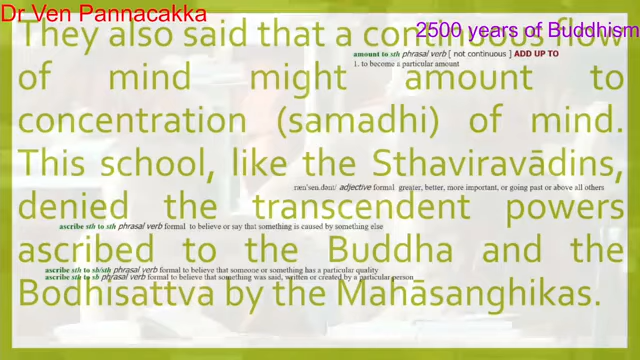 Dr Ven Pannacakka
2500 years of Buddhism
They also said that a continuous flow
amount to sth phrasal verb [ not continuous ] ADD UP TO
1. to become a particular amount
of mind might amount to
concentration (samadhi) of mind.
This school, like the Sthaviravādins,
ræn'sen.dənt/ adjective formal greater, better, more important, or going past or above all others
denied the transcendent powers
ascribe sth to sth phrasal verb formal to believe or say that something is caused by something else
ascribed to the Buddha and the
ascribe sth to sb/sth phrasal verb formal to believe that someone or something has a particular quality
ascribe sth to sb phrasal verb formal to believe that something was said, written or created by a particular person
Bodhisattva by the Mahāsanghikas.